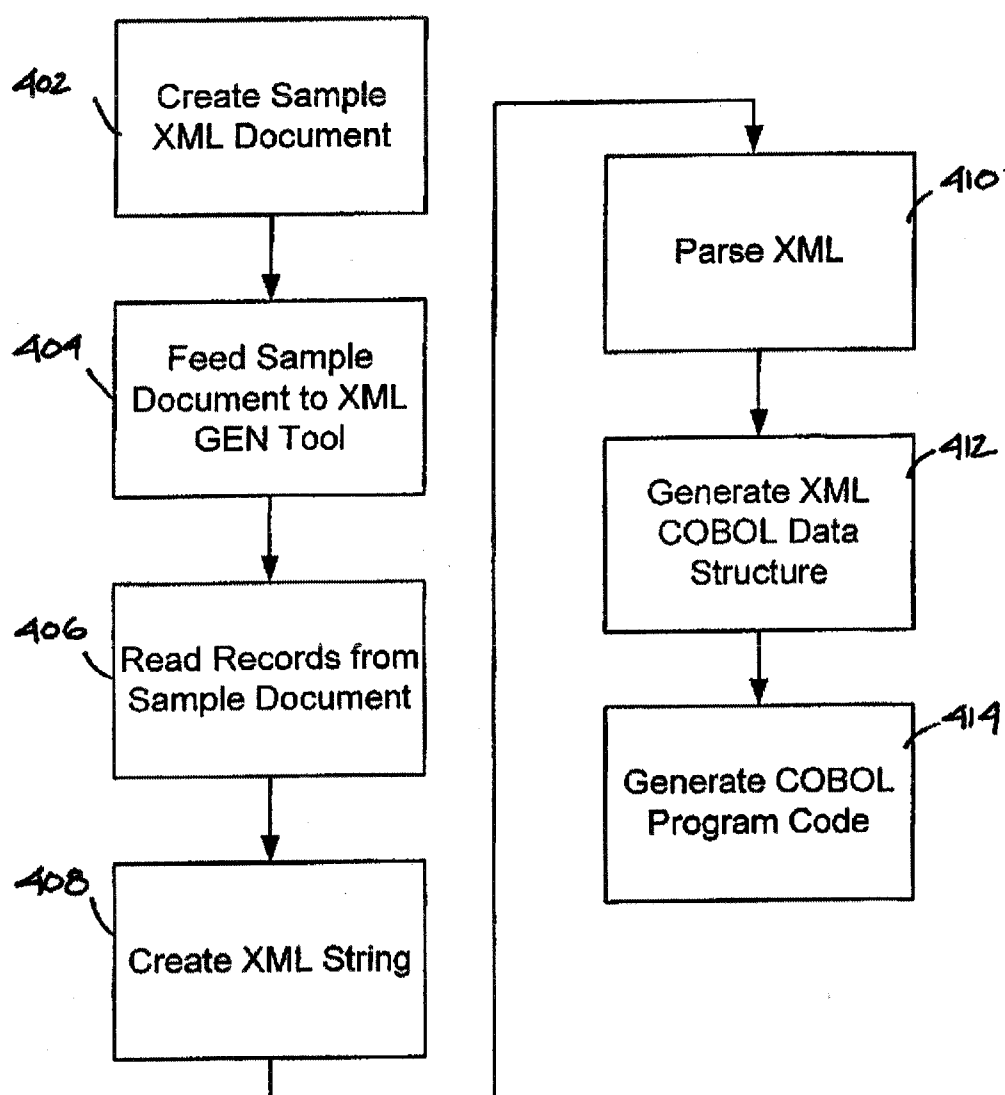 402
Create Sample
XML Document
404
Feed Sample
Document to XML
GEN Tool
406
Read Records from
Sample Document
408
Create XML String
410
Parse XML
412
Generate XML
COBOL Data
Structure
414
Generate COBOL
Program Code